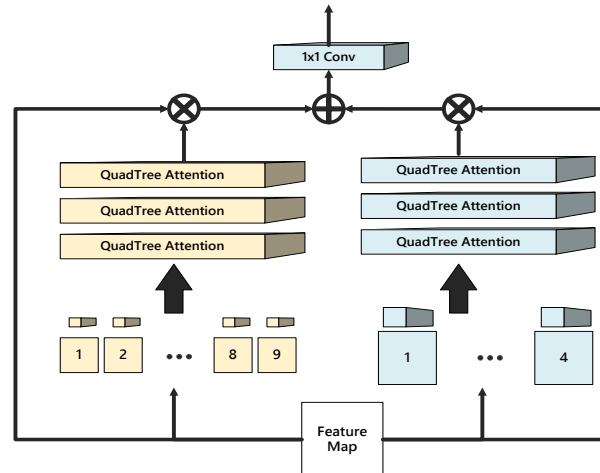 1x1 Conv
QuadTree Attention
QuadTree Attention
QuadTree Attention
QuadTree Attention
QuadTree Attention
QuadTree Attention
1 2 ... 8 9
1 ... 4
Feature
Map